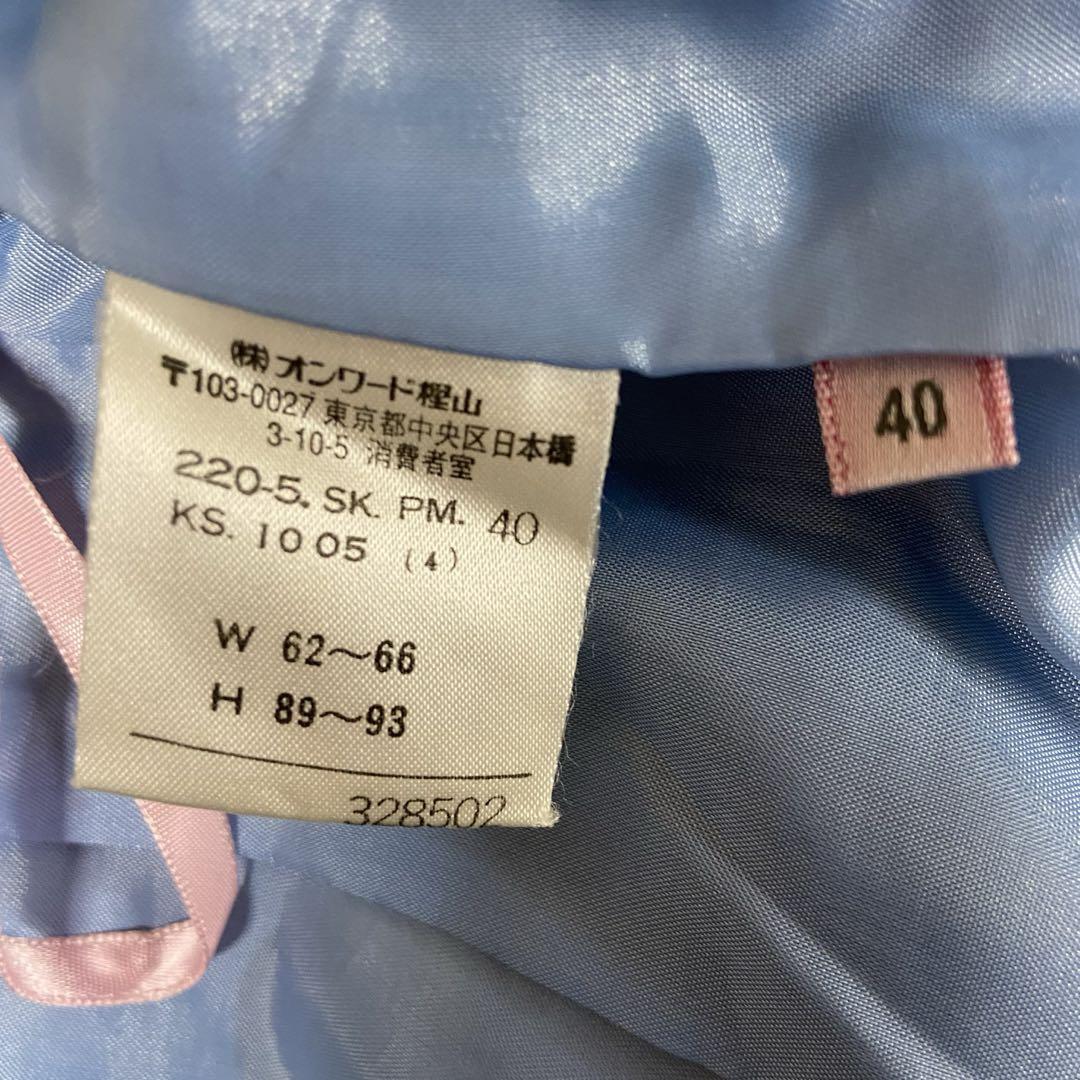 ㈱オンワード樫山
〒103-0027 東京都中央区日本橋
3-10-5 消費者室
220-5. SK. PM. 40
KS. 1005 (4)
W 62〜66
H 89〜93
328502
40